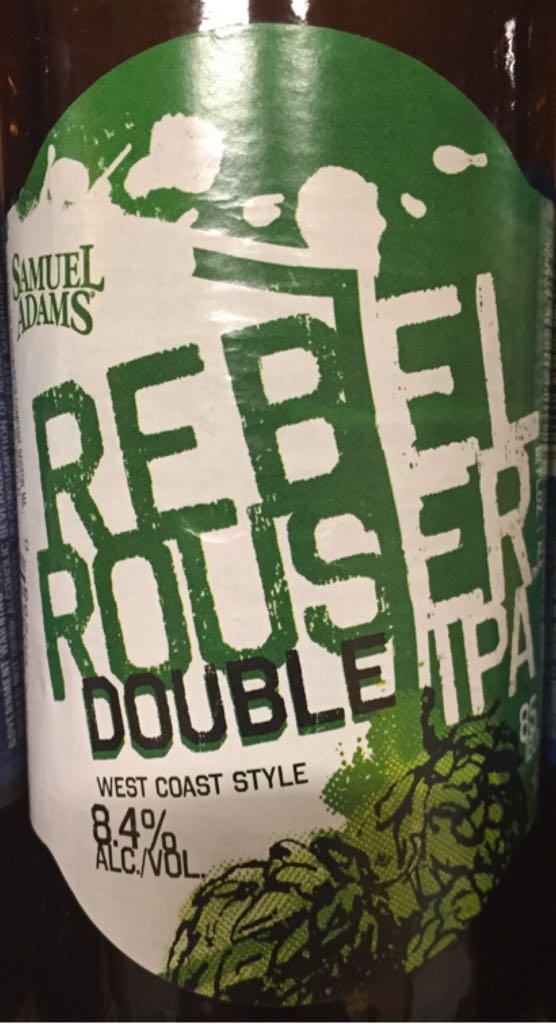 SAMUEL
ADAMS®
REBEL
ROUSER
DOUBLE IPA
WEST COAST STYLE
8.4%
ALC./VOL.